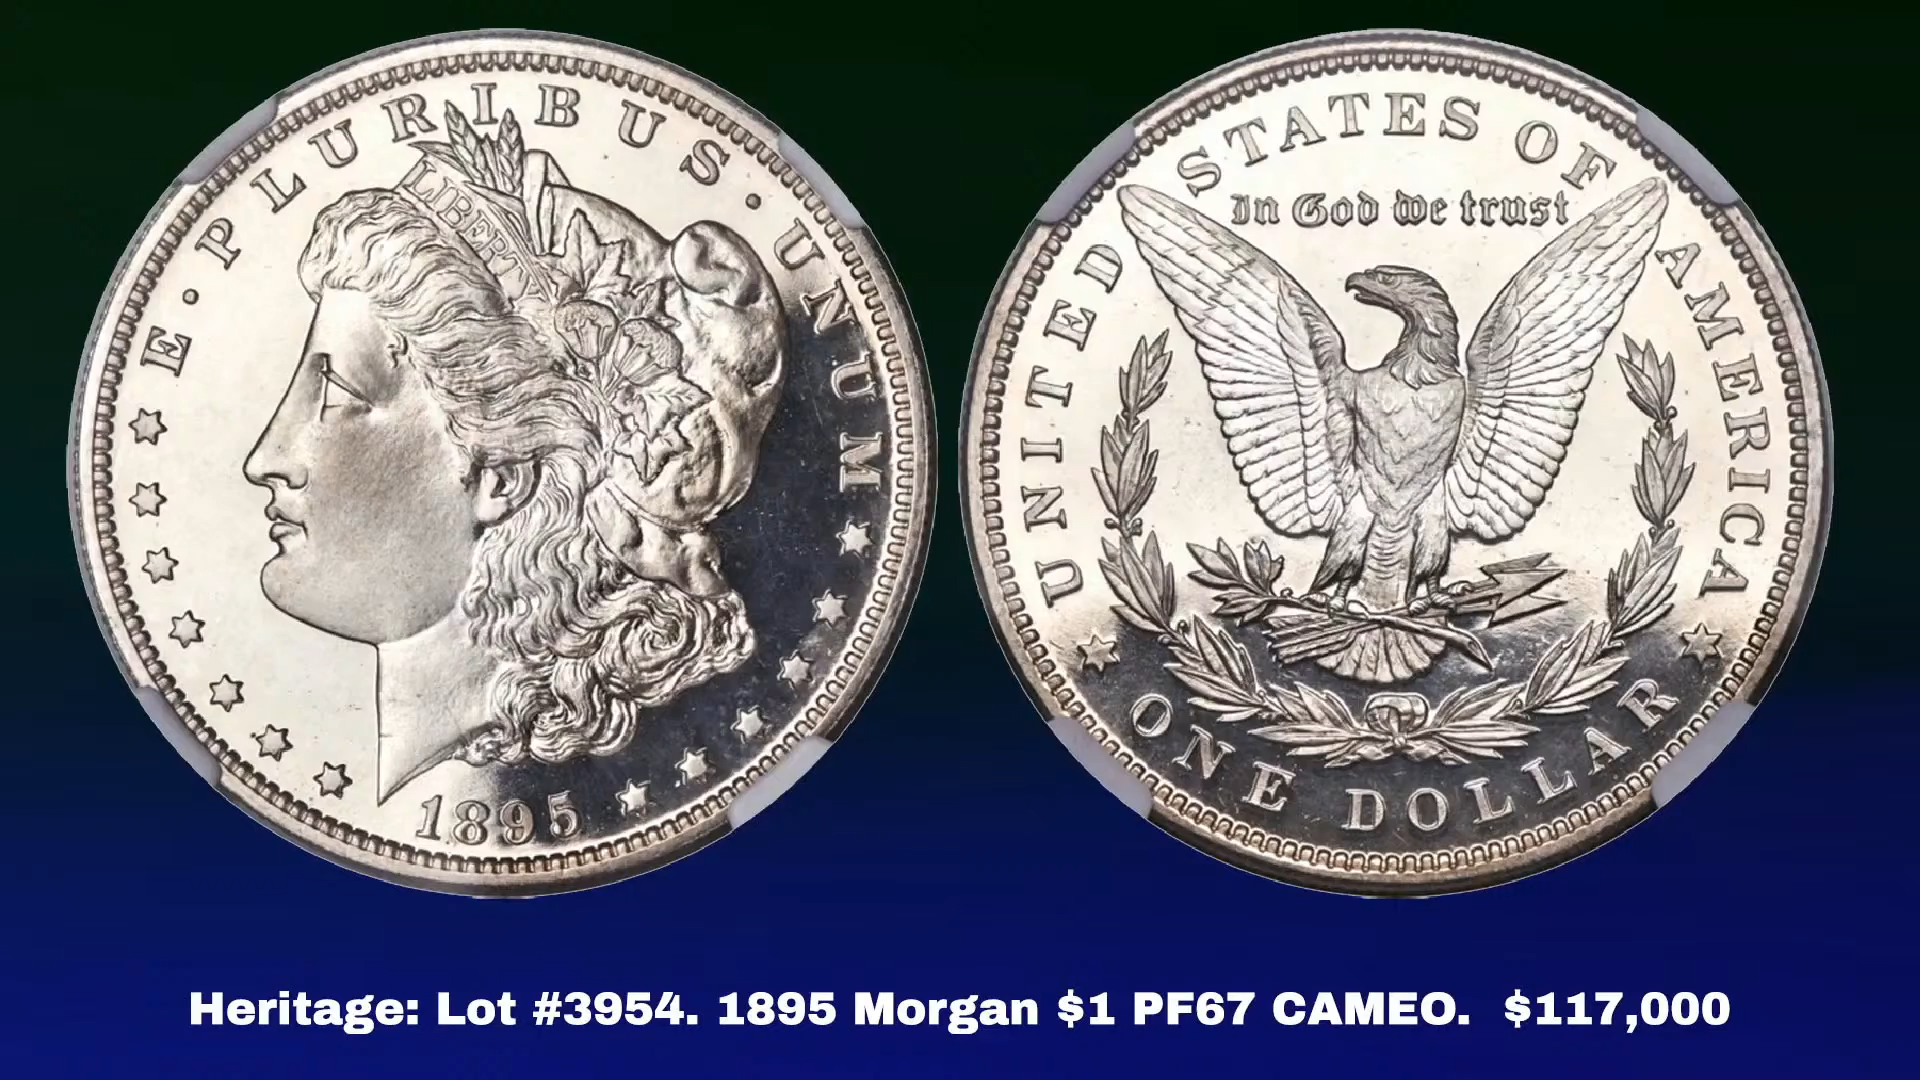 E·PLURIBUS·UNUM
LIBERTY
1895
UNITED STATES OF AMERICA
In God we trust
ONE DOLLAR
Heritage: Lot #3954. 1895 Morgan $1 PF67 CAMEO. $117,000